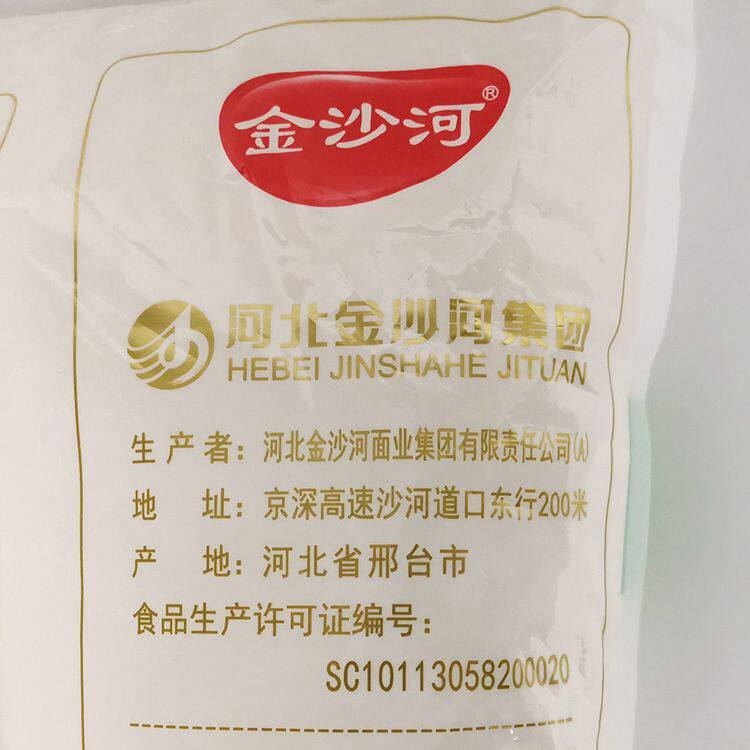 金沙河®
河北金沙河集团
HEBEI JINSHAHE JITUAN
生产者：河北金沙河面业集团有限责任公司(A)
地 址：京深高速沙河道口东行200米
产 地：河北省邢台市
食品生产许可证编号：
SC10113058200020